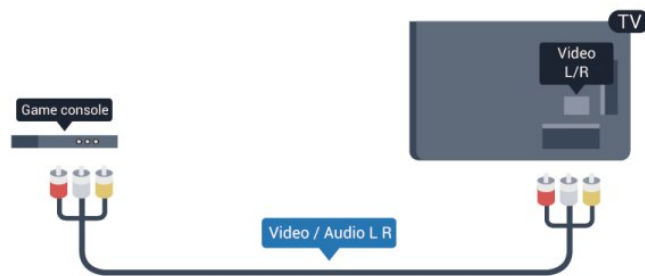 TV
Video
L/R
Game console
Video / Audio L R